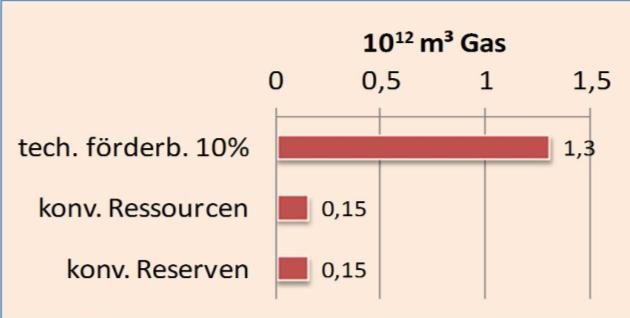 10¹² m³ Gas
0 0,5 1 1,5
tech. förderb. 10% 1,3
konv. Ressourcen 0,15
konv. Reserven 0,15